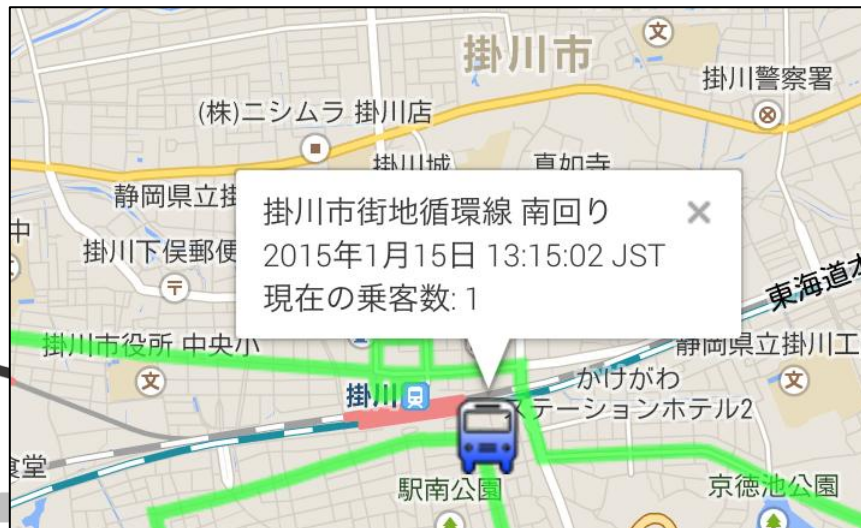 掛川市
掛川警察署
(株)ニシムラ 掛川店
掛川城
真如寺
静岡県立掛
中
掛川下俣郵便
掛川市街地循環線 南回り
2015年1月15日 13:15:02 JST
現在の乗客数: 1
東海道本
掛川市役所 中央小
静岡県立掛川工
掛川
かけがわ
ステーションホテル2
食堂
駅南公園
京徳池公園